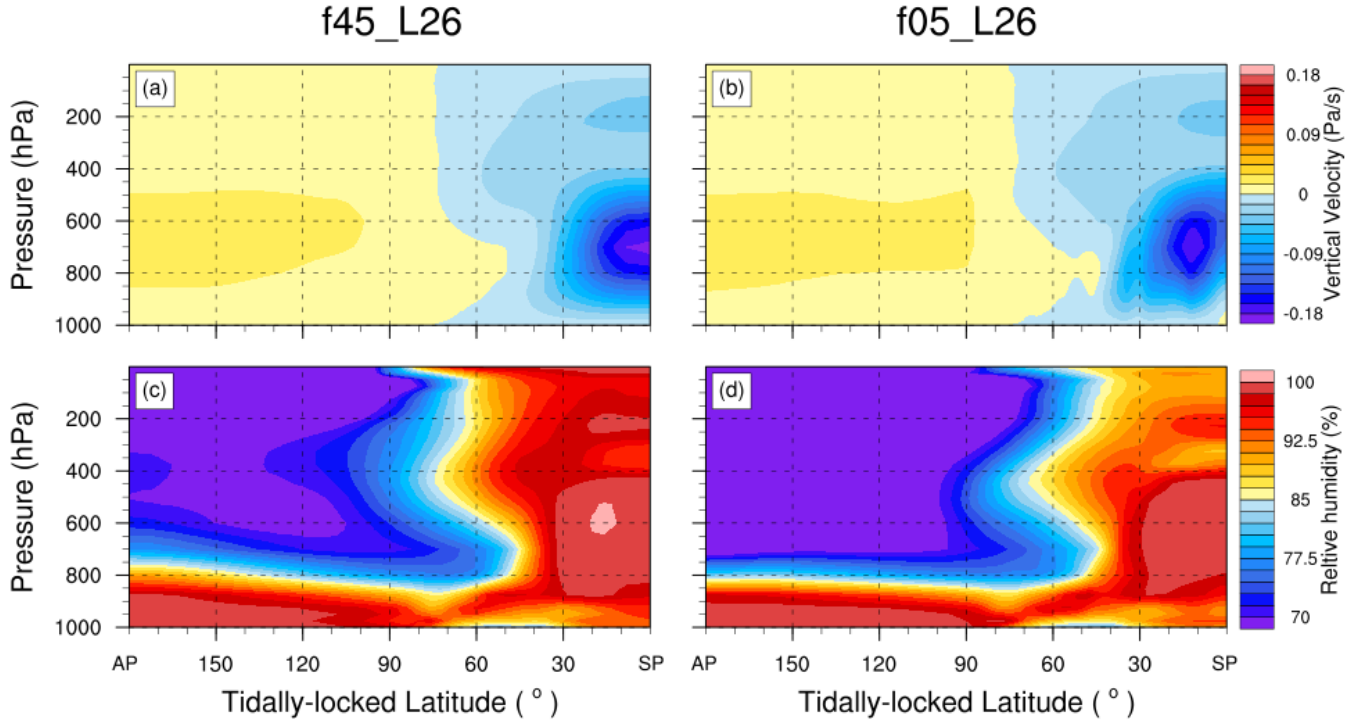 f45_L26
f05_L26
(a)
(b)
Pressure (hPa)
200
400
600
800
1000
0.18
0.09
0
-0.09
-0.18
Vertical Velocity (Pa/s)
(c)
(d)
Pressure (hPa)
200
400
600
800
1000
100
92.5
85
77.5
70
Reltive humidity (%)
AP 150 120 90 60 30 SP
150 120 90 60 30 SP
Tidally-locked Latitude ( ° )
Tidally-locked Latitude ( ° )